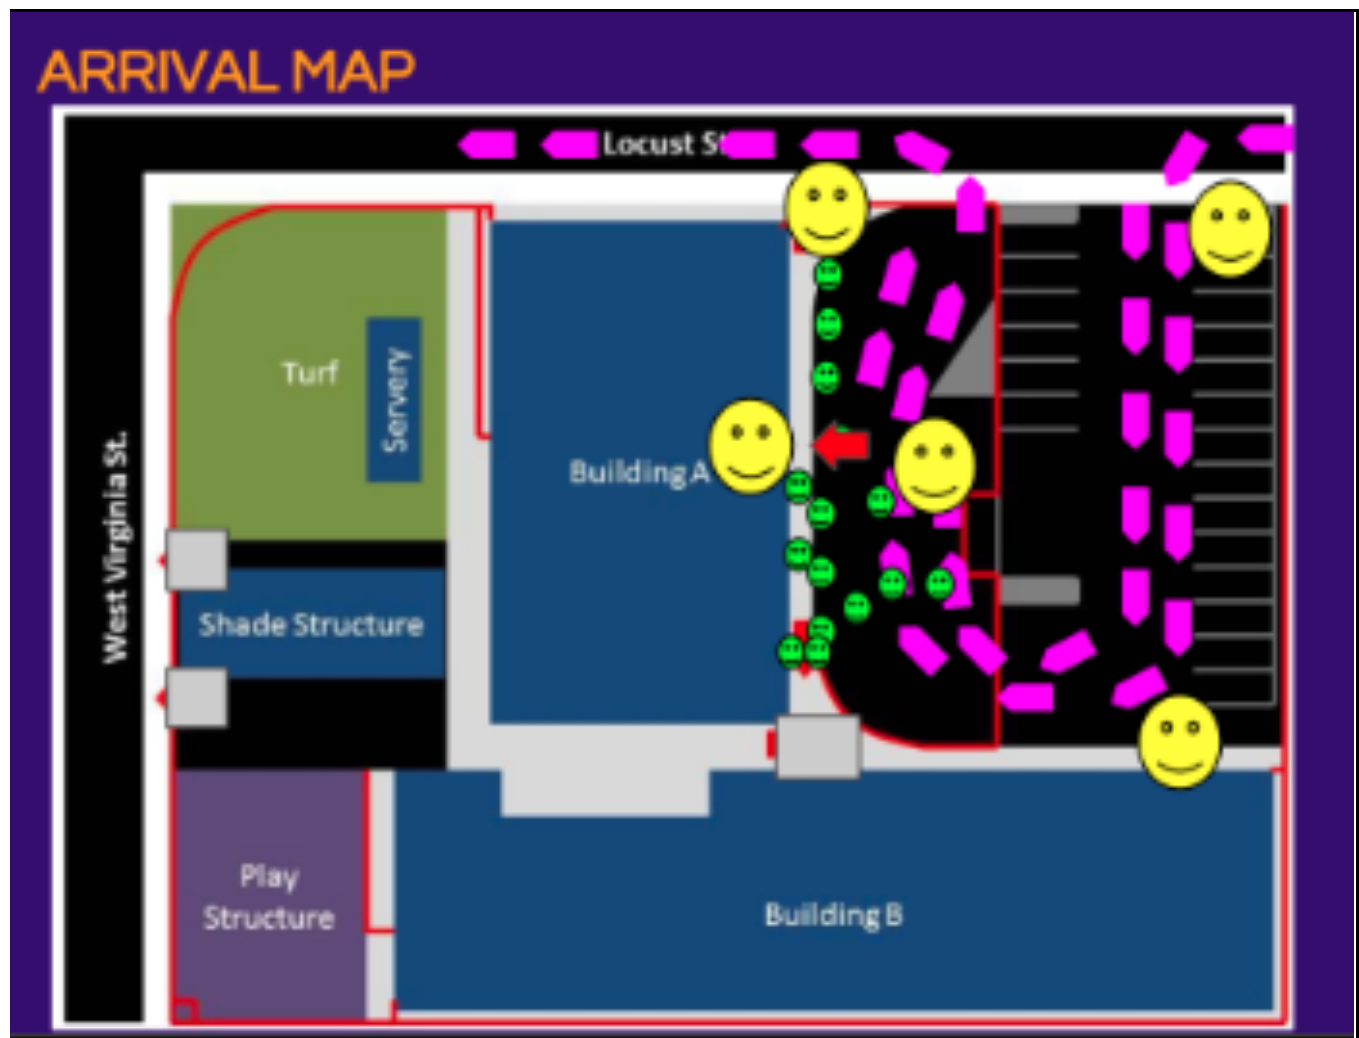 ARRIVAL MAP
Locust St
Turf
Servery
Building A
West Virginia St.
Shade Structure
Play
Structure
Building B